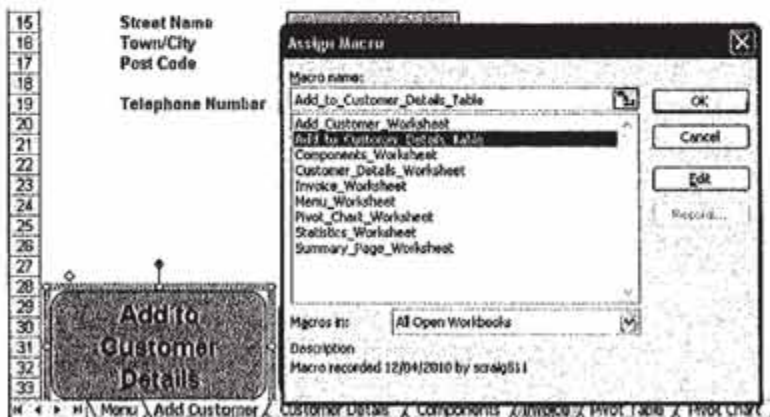 15 Street Name
16 Town/City
17 Post Code
18
19 Telephone Number
20
21
22
23
24
25
26
27
28
29
30
31
32
33
Add to
Customer
Details
Assign Macro
Macro name:
Add_to_Customer_Details_Table
Add_Customer_Worksheet
Add_to_Customer_Details_Table
Components_Worksheet
Customer_Details_Worksheet
Invoice_Worksheet
Menu_Worksheet
Pivot_Chart_Worksheet
Statistics_Worksheet
Summary_Page_Worksheet
OK
Cancel
Edit
Record...
Macros in: All Open Workbooks
Description
Macro recorded 12/04/2010 by scraig511
Menu Add Customer Customer Details Components Invoice Pivot Table Pivot Chart